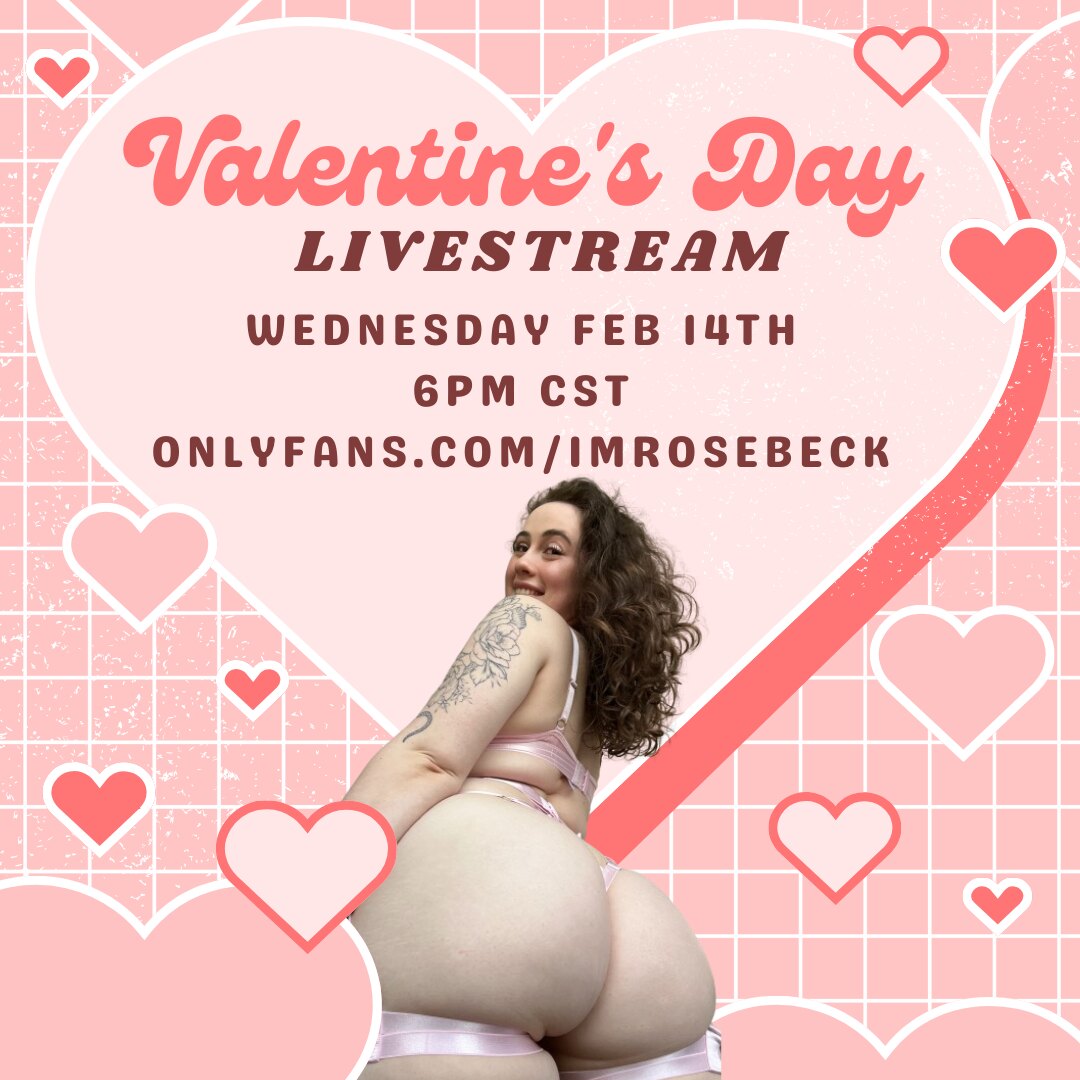 Valentine's Day
LIVESTREAM
WEDNESDAY FEB 14TH
6PM CST
ONLYFANS.COM/IMROSEBECK